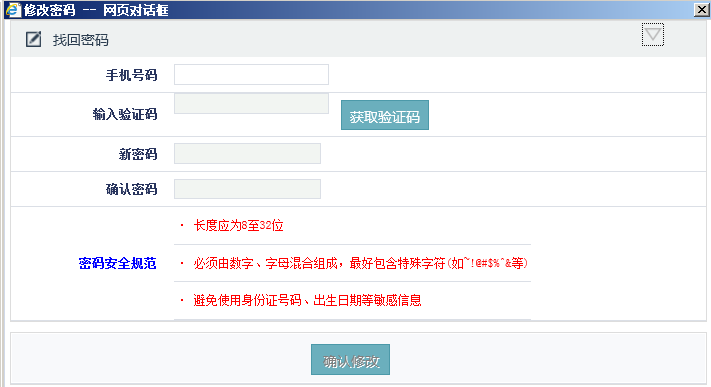 修改密码 -- 网页对话框
找回密码
手机号码
输入验证码 获取验证码
新密码
确认密码
· 长度应为8至32位
密码安全规范 · 必须由数字、字母混合组成，最好包含特殊字符(如~!@#$%^&等)
· 避免使用身份证号码、出生日期等敏感信息
确认修改